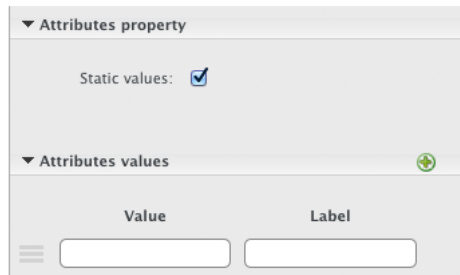 Attributes property
Static values:
Attributes values
Value Label